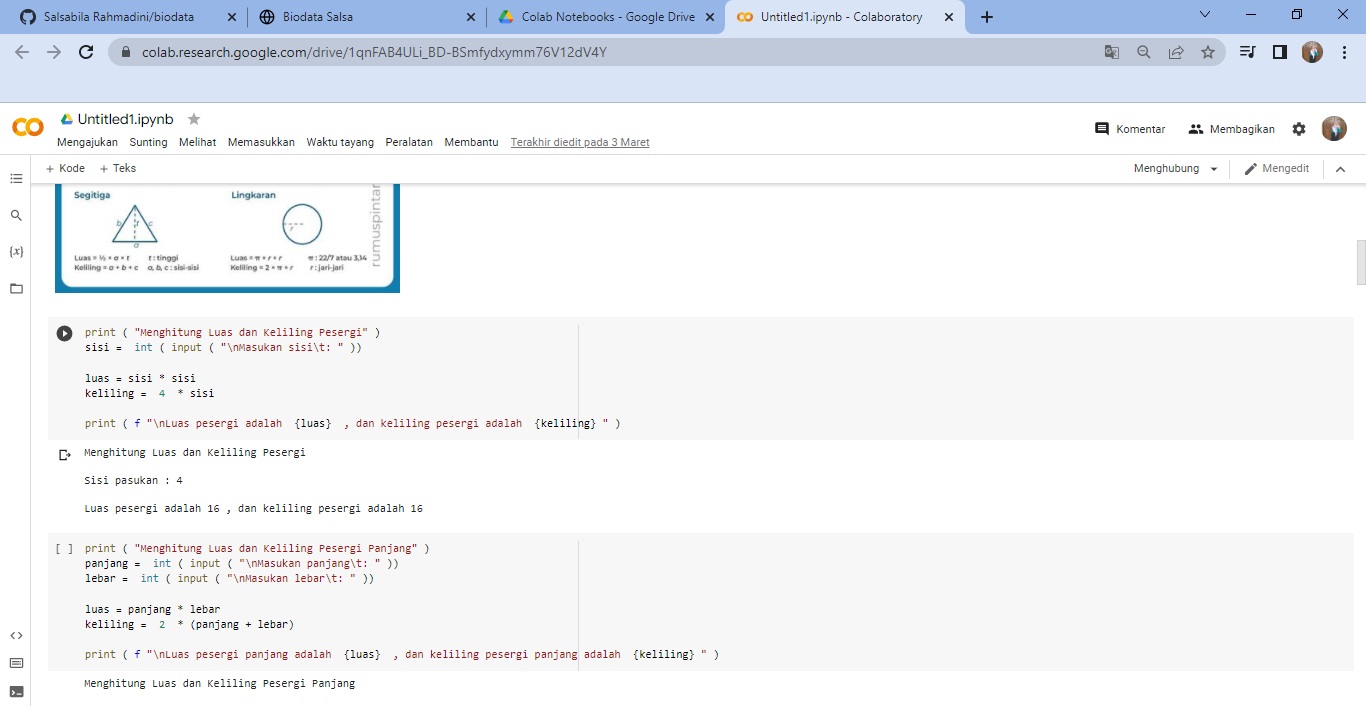 Salsabila Rahmadini/biodata
Biodata Salsa
Colab Notebooks - Google Drive
Untitled1.ipynb - Colaboratory
colab.research.google.com/drive/1qnFAB4ULi_BD-BSmfydxymm76V12dV4Y
Untitled1.ipynb
Mengajukan Sunting Melihat Memasukkan Waktu tayang Peralatan Membantu Terakhir diedit pada 3 Maret
Komentar Membagikan
+ Kode + Teks
Menghubung Mengedit
Segitiga
b t c
a
Luas = ½ × a × t t : tinggi
Keliling = a + b + c a, b, c : sisi-sisi
Lingkaran
r
Luas = π × r × r π : 22/7 atau 3,14
Keliling = 2 × π × r r : jari-jari
rumuspintar
print ( "Menghitung Luas dan Keliling Pesergi" )
sisi = int ( input ( "\nMasukan sisi\t: " ))
luas = sisi * sisi
keliling = 4 * sisi
print ( f "\nLuas pesergi adalah {luas} , dan keliling pesergi adalah {keliling} " )
Menghitung Luas dan Keliling Pesergi
Sisi pasukan : 4
Luas pesergi adalah 16 , dan keliling pesergi adalah 16
[ ] print ( "Menghitung Luas dan Keliling Pesergi Panjang" )
panjang = int ( input ( "\nMasukan panjang\t: " ))
lebar = int ( input ( "\nMasukan lebar\t: " ))
luas = panjang * lebar
keliling = 2 * (panjang + lebar)
print ( f "\nLuas pesergi panjang adalah {luas} , dan keliling pesergi panjang adalah {keliling} " )
Menghitung Luas dan Keliling Pesergi Panjang